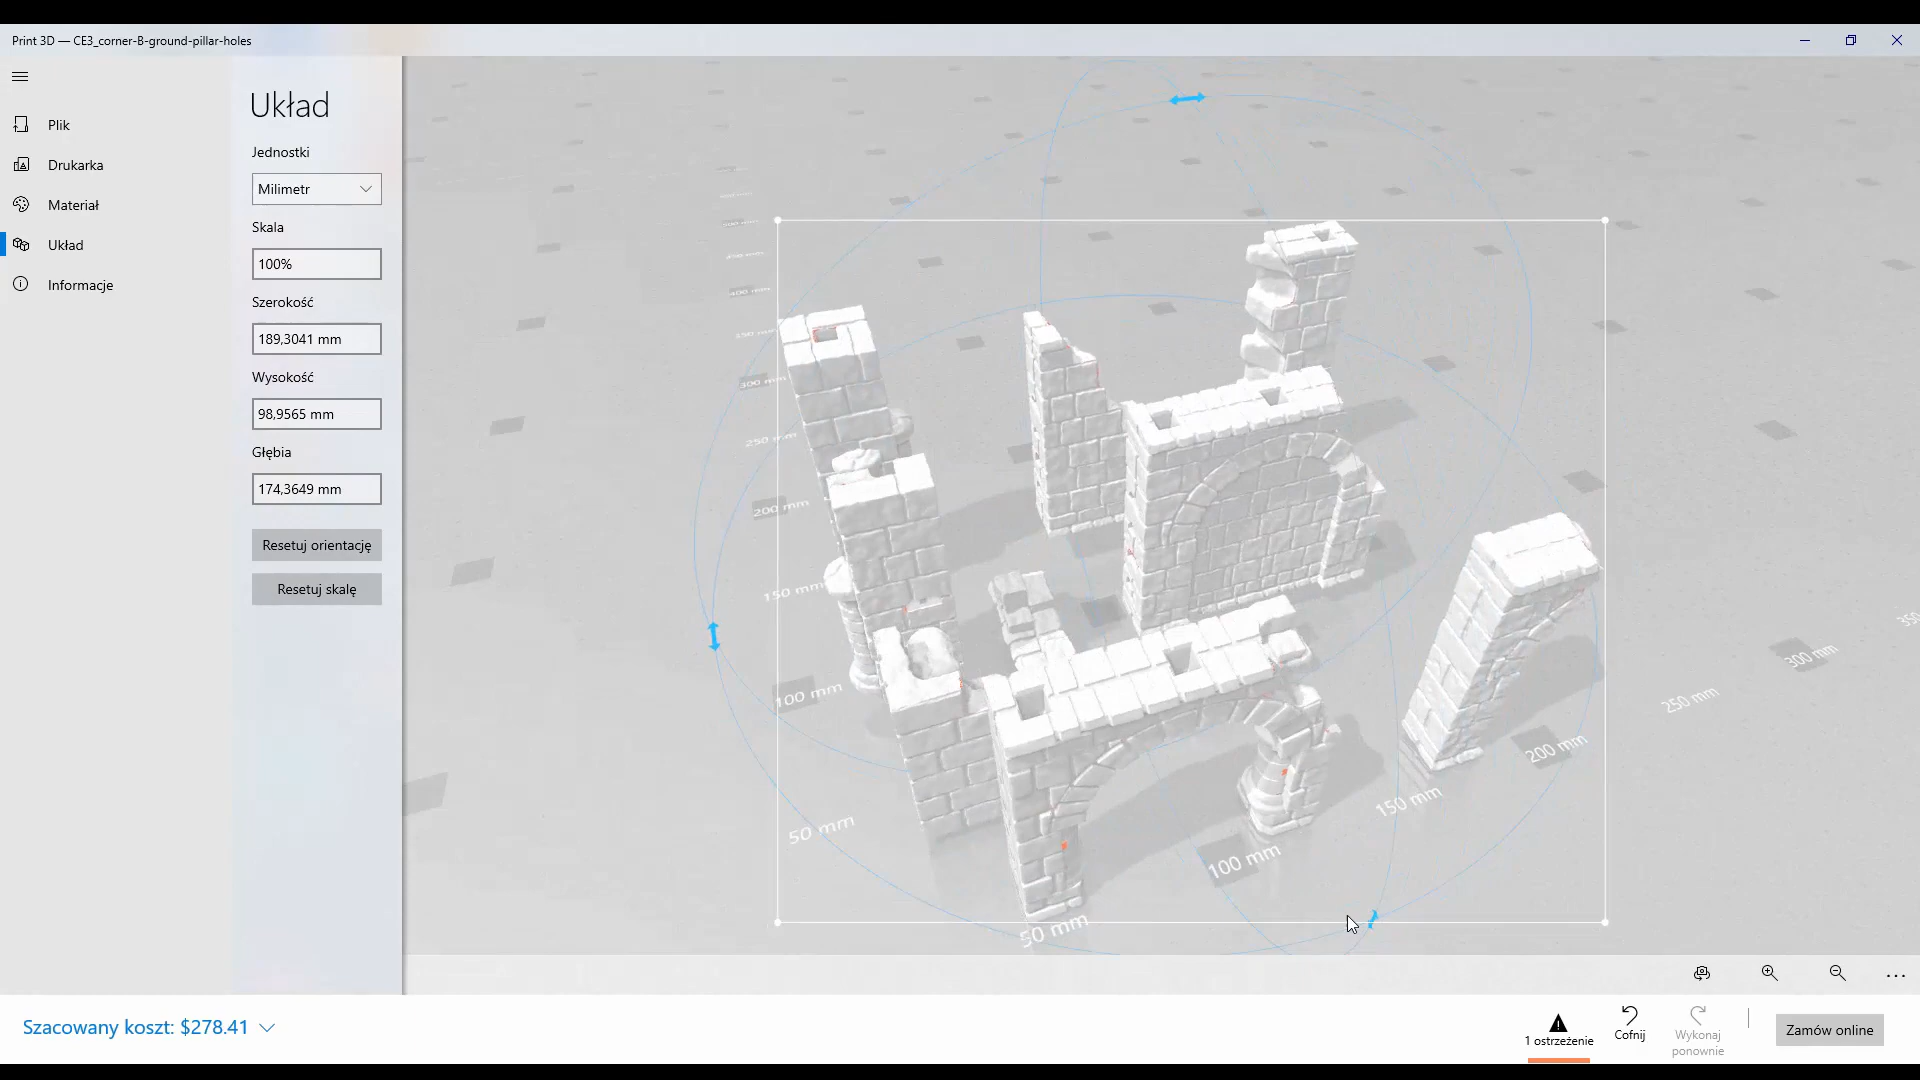 Print 3D — CE3_corner-B-ground-pillar-holes
Plik
Drukarka
Materiał
Układ
Informacje
Układ
Jednostki
Milimetr
Skala
100%
Szerokość
189,3041 mm
Wysokość
98,9565 mm
Głębia
174,3649 mm
Resetuj orientację
Resetuj skalę
300 mm
250 mm
200 mm
150 mm
100 mm
50 mm
50 mm
100 mm
150 mm
200 mm
250 mm
300 mm
Szacowany koszt: $278.41
1 ostrzeżenie
Cofnij
Wykonaj
ponownie
Zamów online